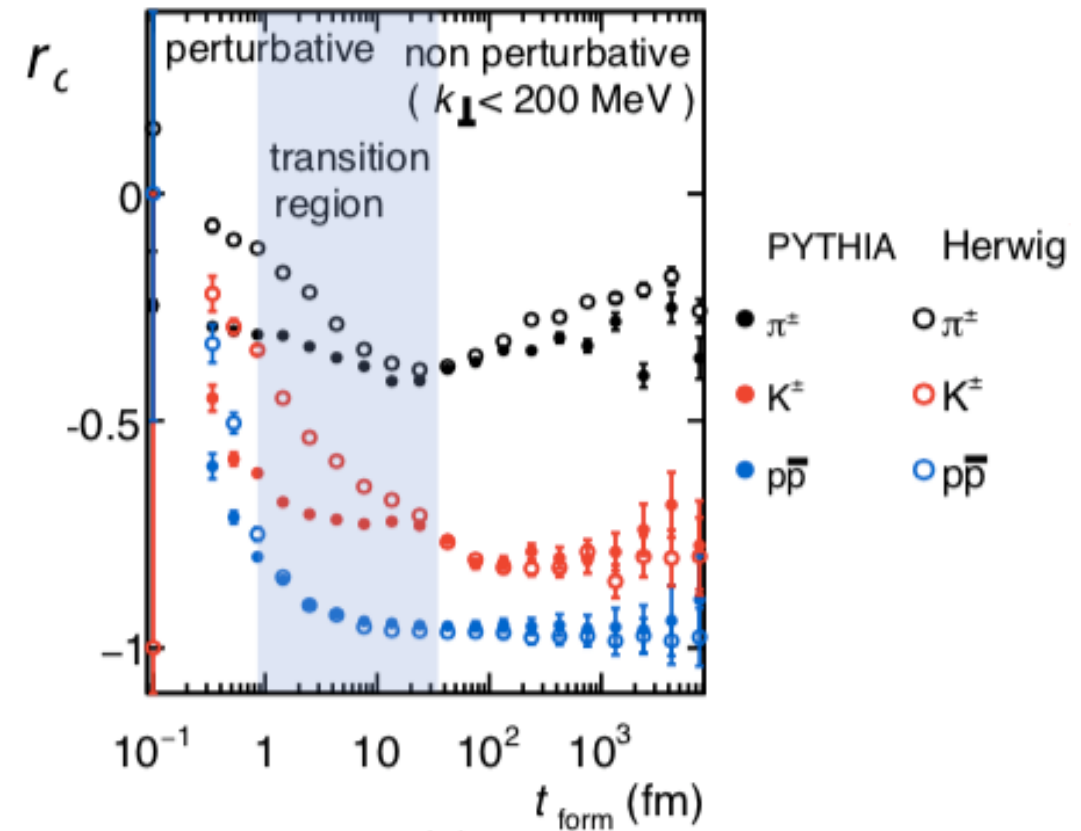 r_c
perturbative
non perturbative
( k⊥ < 200 MeV )
transition
region
0
-0.5
−1
10⁻¹ 1 10 10² 10³
t form (fm)
PYTHIA Herwig
π± π±
K± K±
pp̅ pp̅